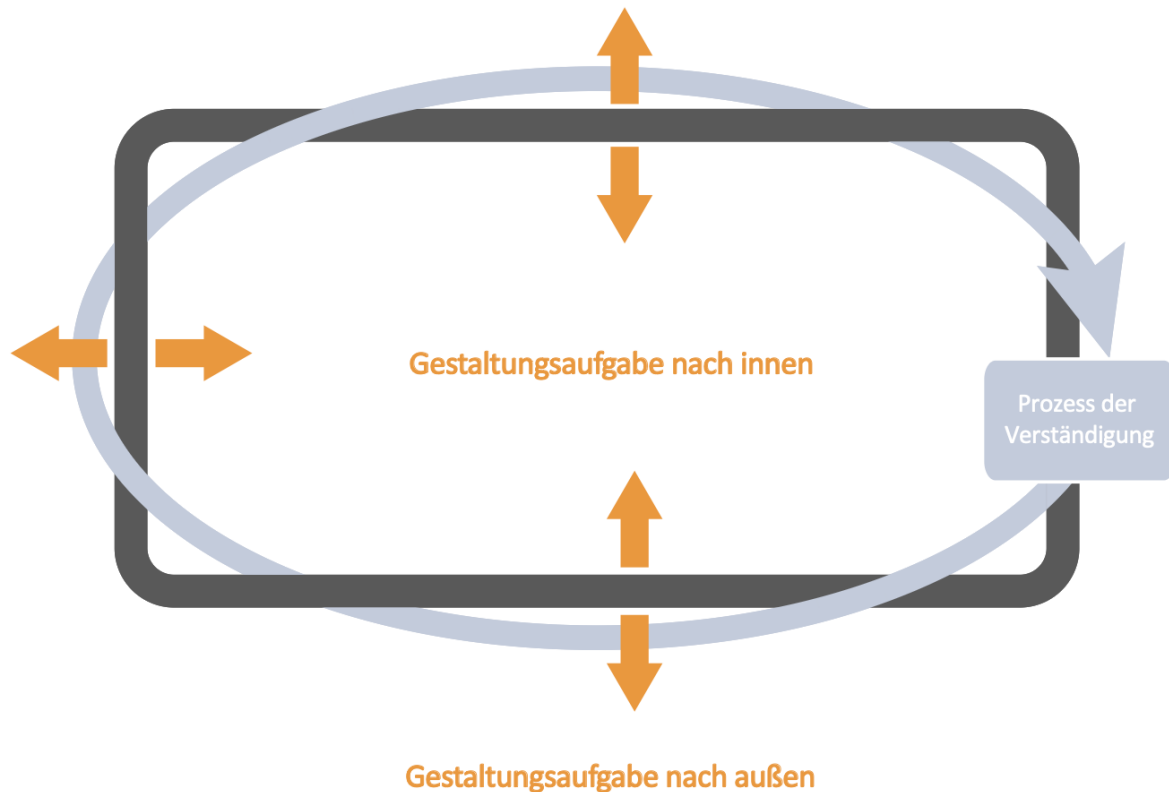 Gestaltungsaufgabe nach innen
Prozess der
Verständigung
Gestaltungsaufgabe nach außen